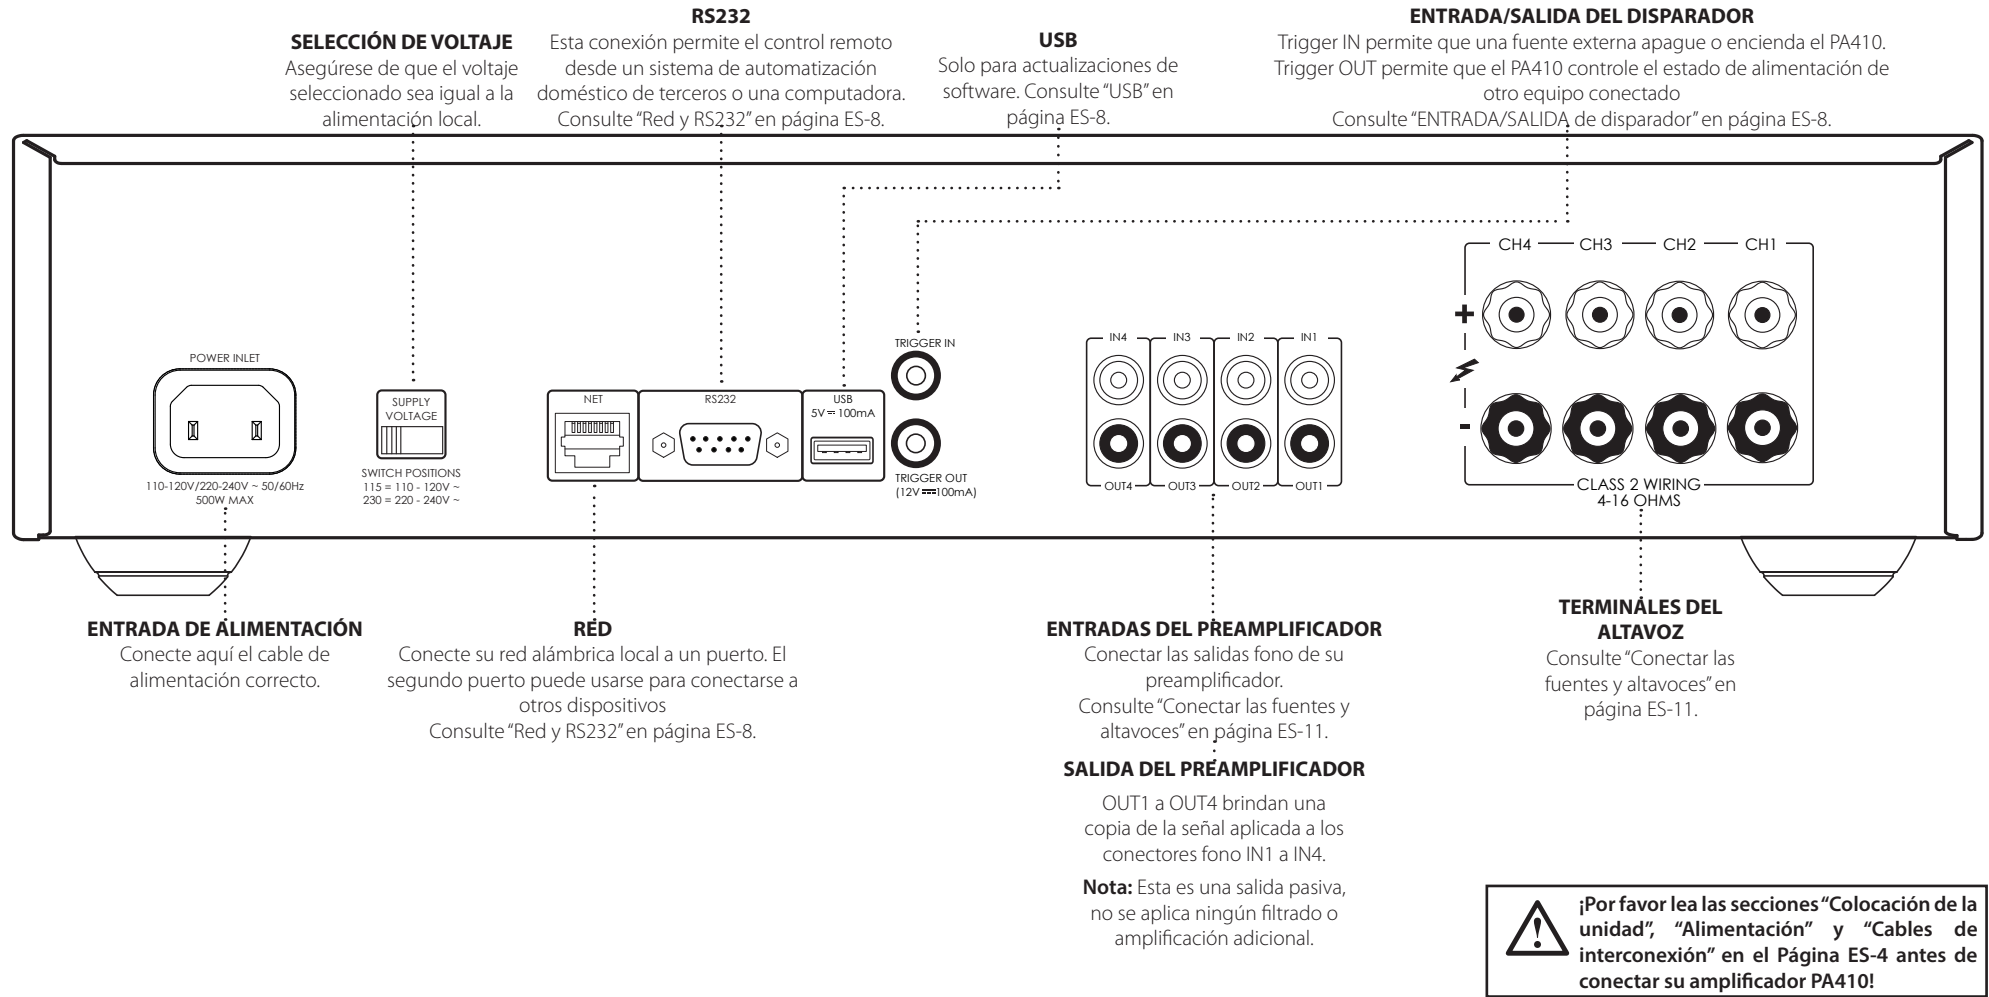 SELECCIÓN DE VOLTAJE
Asegúrese de que el voltaje
seleccionado sea igual a la
alimentación local.
RS232
Esta conexión permite el control remoto
desde un sistema de automatización
doméstico de terceros o una computadora.
Consulte “Red y RS232” en página ES-8.
USB
Solo para actualizaciones de
software. Consulte “USB” en
página ES-8.
ENTRADA/SALIDA DEL DISPARADOR
Trigger IN permite que una fuente externa apague o encienda el PA410.
Trigger OUT permite que el PA410 controle el estado de alimentación de
otro equipo conectado
Consulte “ENTRADA/SALIDA de disparador” en página ES-8.
POWER INLET
110-120V/220-240V ~ 50/60Hz
500W MAX
SUPPLY
VOLTAGE
SWITCH POSITIONS
115 = 110 - 120V ~
230 = 220 - 240V ~
NET
RS232
USB
5V ⎓ 100mA
TRIGGER IN
TRIGGER OUT
(12V ⎓ 100mA)
IN4 IN3 IN2 IN1
OUT4 OUT3 OUT2 OUT1
CH4 CH3 CH2 CH1
+
-
CLASS 2 WIRING
4-16 OHMS
ENTRADA DE ALIMENTACIÓN
Conecte aquí el cable de
alimentación correcto.
RED
Conecte su red alámbrica local a un puerto. El
segundo puerto puede usarse para conectarse a
otros dispositivos
Consulte “Red y RS232” en página ES-8.
ENTRADAS DEL PREAMPLIFICADOR
Conectar las salidas fono de su
preamplificador.
Consulte “Conectar las fuentes y
altavoces” en página ES-11.
SALIDA DEL PREAMPLIFICADOR
OUT1 a OUT4 brindan una
copia de la señal aplicada a los
conectores fono IN1 a IN4.
Nota: Esta es una salida pasiva,
no se aplica ningún filtrado o
amplificación adicional.
TERMINALES DEL
ALTAVOZ
Consulte “Conectar las
fuentes y altavoces” en
página ES-11.
¡Por favor lea las secciones “Colocación de la
unidad”, “Alimentación” y “Cables de
interconexión” en el Página ES-4 antes de
conectar su amplificador PA410!